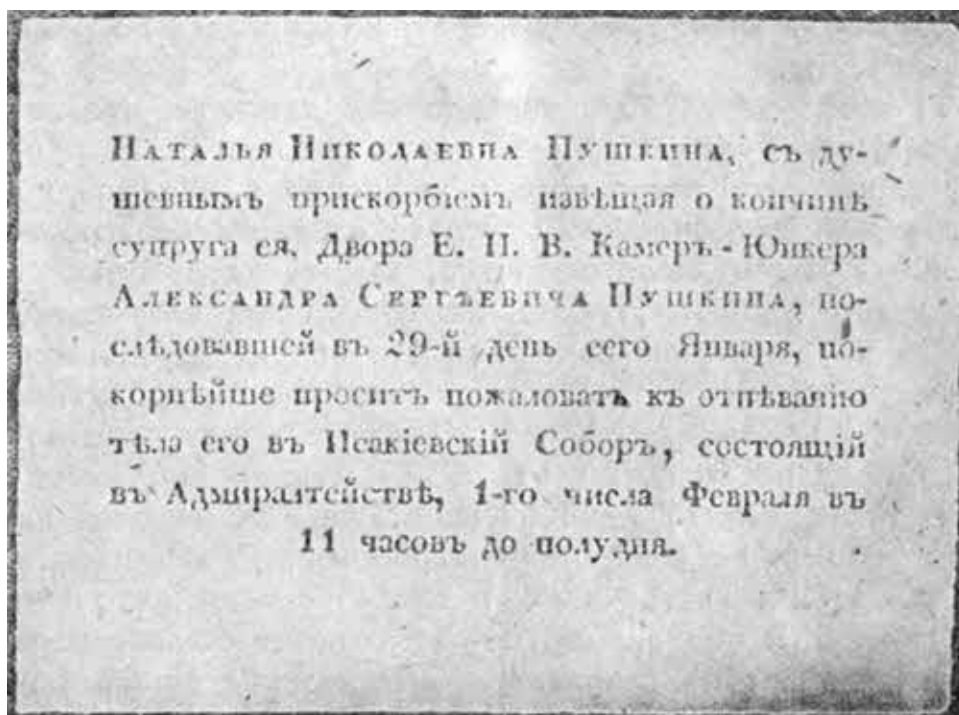 Наталья Николаевна Пушкина, съ ду-
шевнымъ прискорбіемъ извѣщая о кончинѣ
супруга ея, Двора Е. И. В. Камеръ-Юнкера
Александра Сергѣевича Пушкина, по-
слѣдовавшей въ 29-й день сего Января, по-
корнѣйше проситъ пожаловать къ отпѣванію
тѣла его въ Исакіевскій Соборъ, состоящій
въ Адмиралтействѣ, 1-го числа Февраля въ
11 часовъ до полудня.